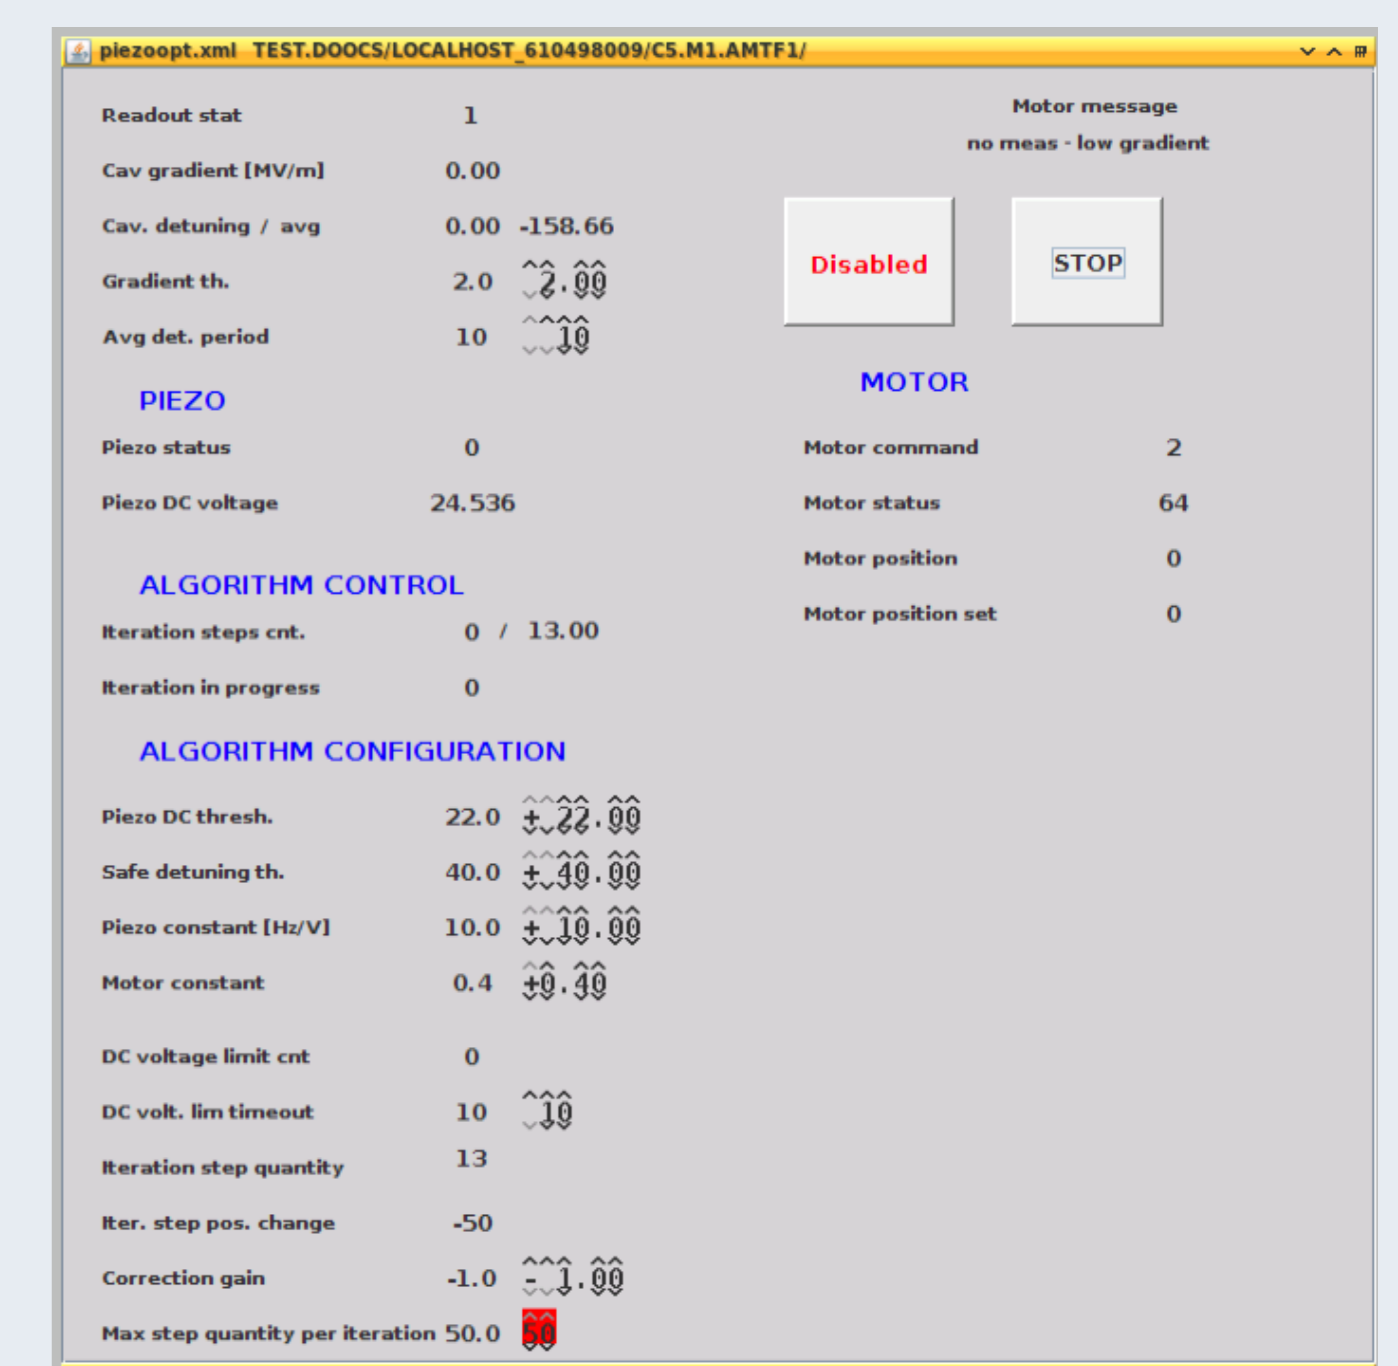 piezoopt.xml TEST.DOOCS/LOCALHOST_610498009/C5.M1.AMTF1/
Readout stat 1
Cav gradient [MV/m] 0.00
Cav. detuning / avg 0.00 -158.66
Gradient th. 2.0 2.00
Avg det. period 10 10
Motor message
no meas - low gradient
Disabled STOP
PIEZO
Piezo status 0
Piezo DC voltage 24.536
MOTOR
Motor command 2
Motor status 64
Motor position 0
Motor position set 0
ALGORITHM CONTROL
Iteration steps cnt. 0 / 13.00
Iteration in progress 0
ALGORITHM CONFIGURATION
Piezo DC thresh. 22.0 + 22.00
Safe detuning th. 40.0 + 40.00
Piezo constant [Hz/V] 10.0 + 10.00
Motor constant 0.4 +0.40
DC voltage limit cnt 0
DC volt. lim timeout 10 10
Iteration step quantity 13
Iter. step pos. change -50
Correction gain -1.0 - 1.00
Max step quantity per iteration 50.0 50